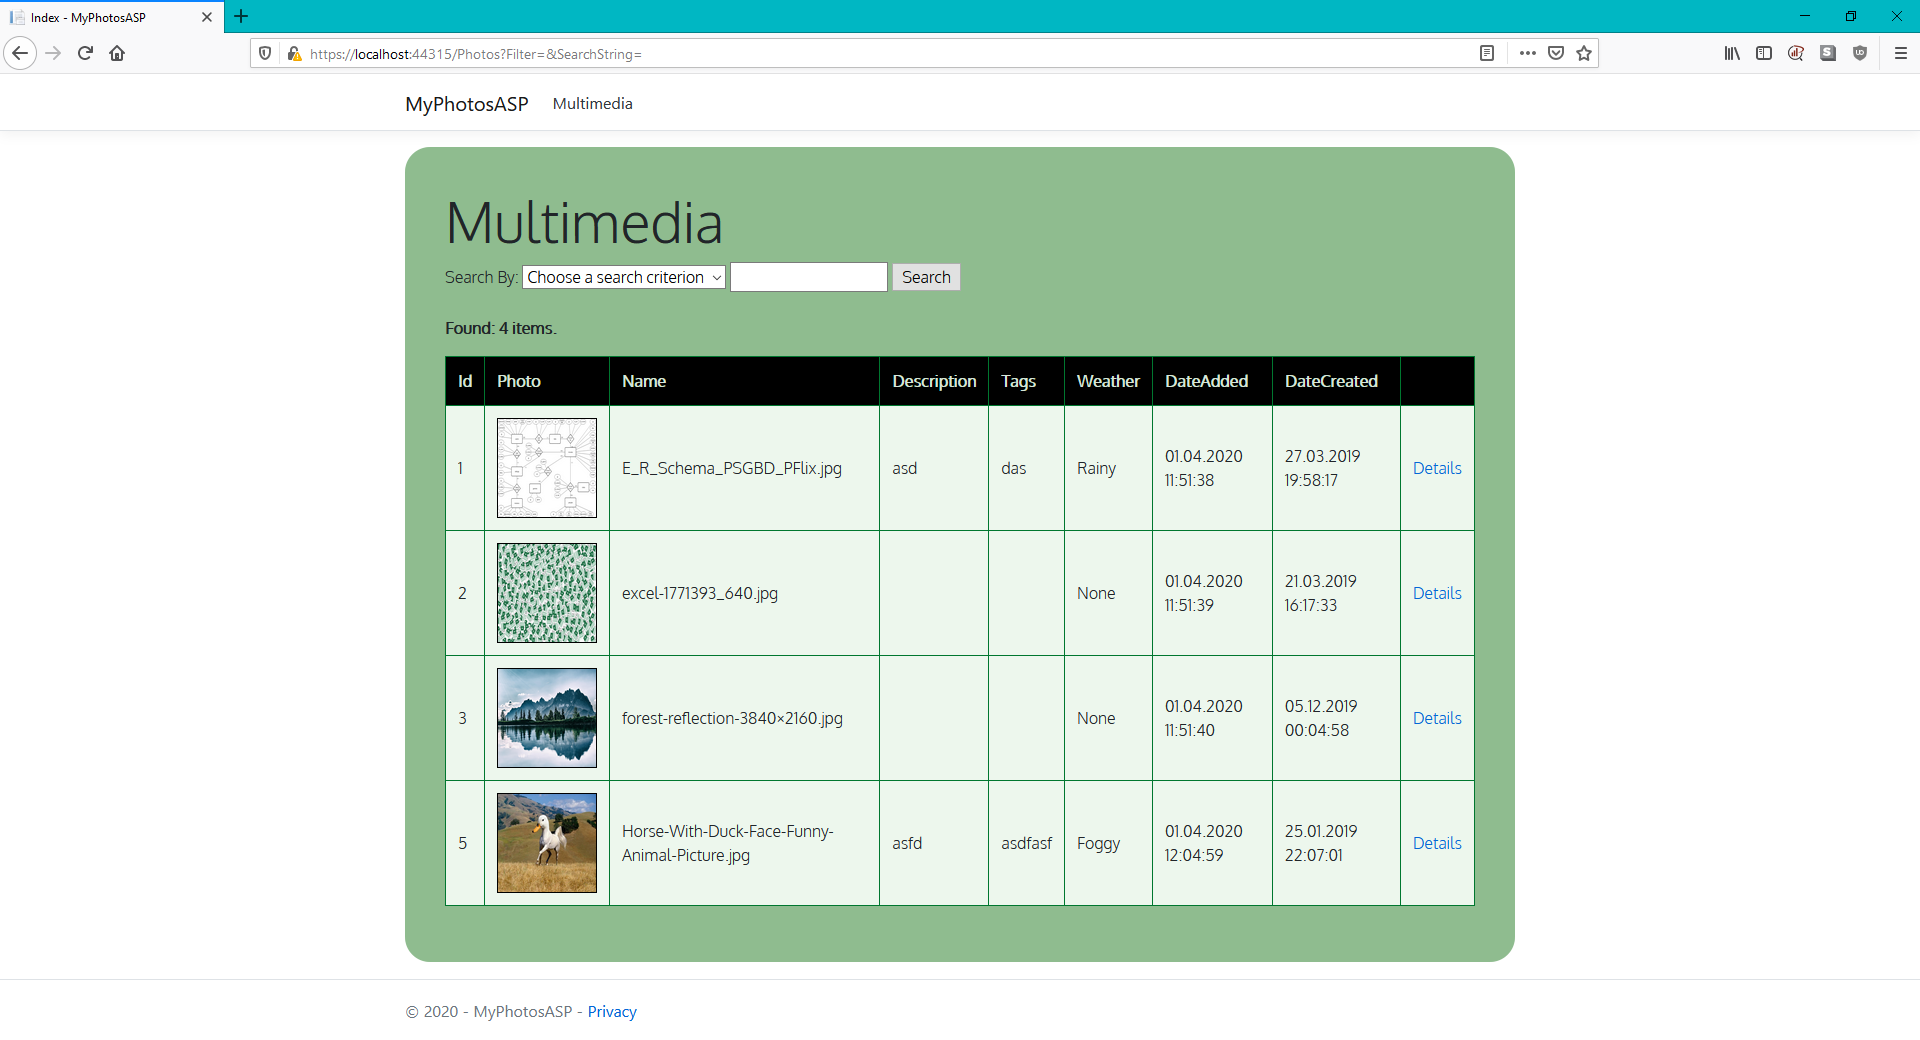 Index - MyPhotosASP
https://localhost:44315/Photos?Filter=&SearchString=
MyPhotosASP Multimedia
Multimedia
Search By: Choose a search criterion Search
Found: 4 items.
Id Photo Name Description Tags Weather DateAdded DateCreated
1 E_R_Schema_PSGBD_PFlix.jpg asd das Rainy 01.04.2020 11:51:38 27.03.2019 19:58:17 Details
2 excel-1771393_640.jpg None 01.04.2020 11:51:39 21.03.2019 16:17:33 Details
3 forest-reflection-3840×2160.jpg None 01.04.2020 11:51:40 05.12.2019 00:04:58 Details
5 Horse-With-Duck-Face-Funny-Animal-Picture.jpg asfd asdfasf Foggy 01.04.2020 12:04:59 25.01.2019 22:07:01 Details
© 2020 - MyPhotosASP - Privacy